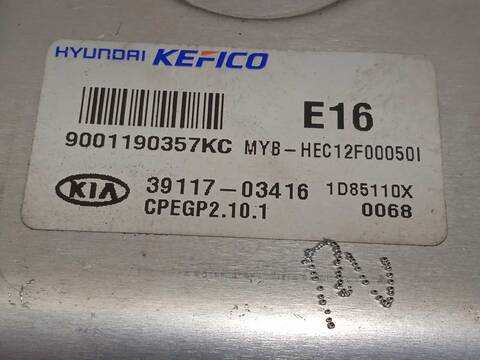 HYUNDAI KEFICO
E16
9001190357KC MYB-HEC12F00050I
KIA 39117-03416 1D85110X
CPEGP2.10.1 0068